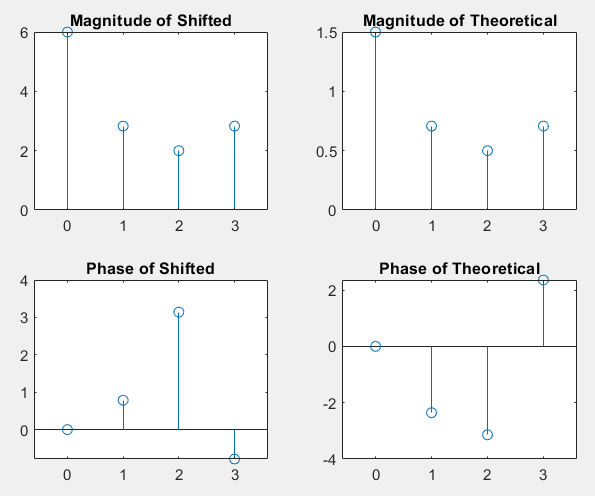 Magnitude of Shifted
6
4
2
0
0 1 2 3
Magnitude of Theoretical
1.5
1
0.5
0
0 1 2 3
Phase of Shifted
4
3
2
1
0
0 1 2 3
Phase of Theoretical
2
0
-2
-4
0 1 2 3